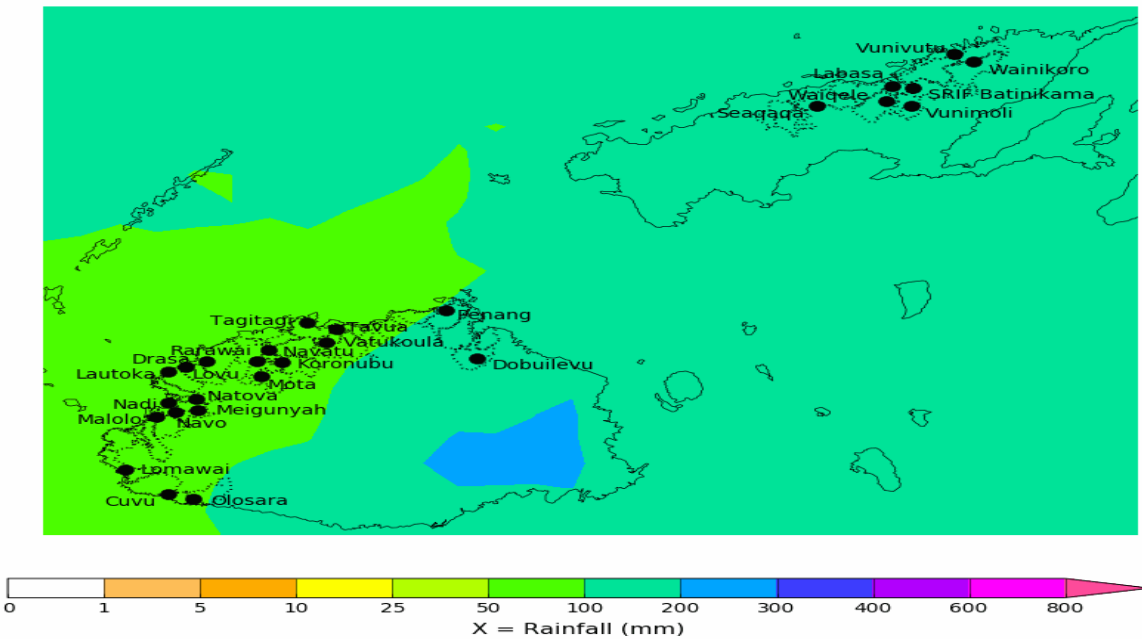 Vunivutu
Wainikoro
Labasa
SRIF Batinikama
Waiqele
Seaqaqa
Vunimoli
Penang
Tagitagi
Tavua
Vatukoula
Rarawai
Navatu
Drasa
Koronubu
Dobuilevu
Lautoka
Lovu
Mota
Natova
Nadi
Meigunyah
Malolo
Navo
Lomawai
Cuvu
Olosara
0 1 5 10 25 50 100 200 300 400 600 800
X = Rainfall (mm)